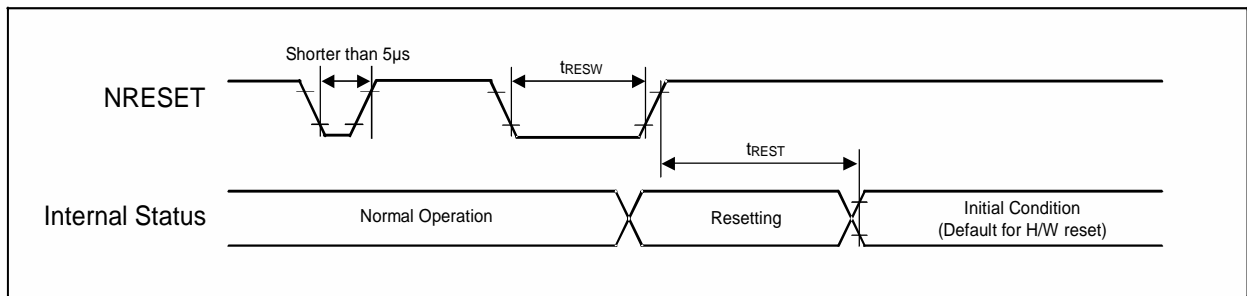 Shorter than 5µs
tRESW
NRESET
tREST
Internal Status
Normal Operation
Resetting
Initial Condition
(Default for H/W reset)